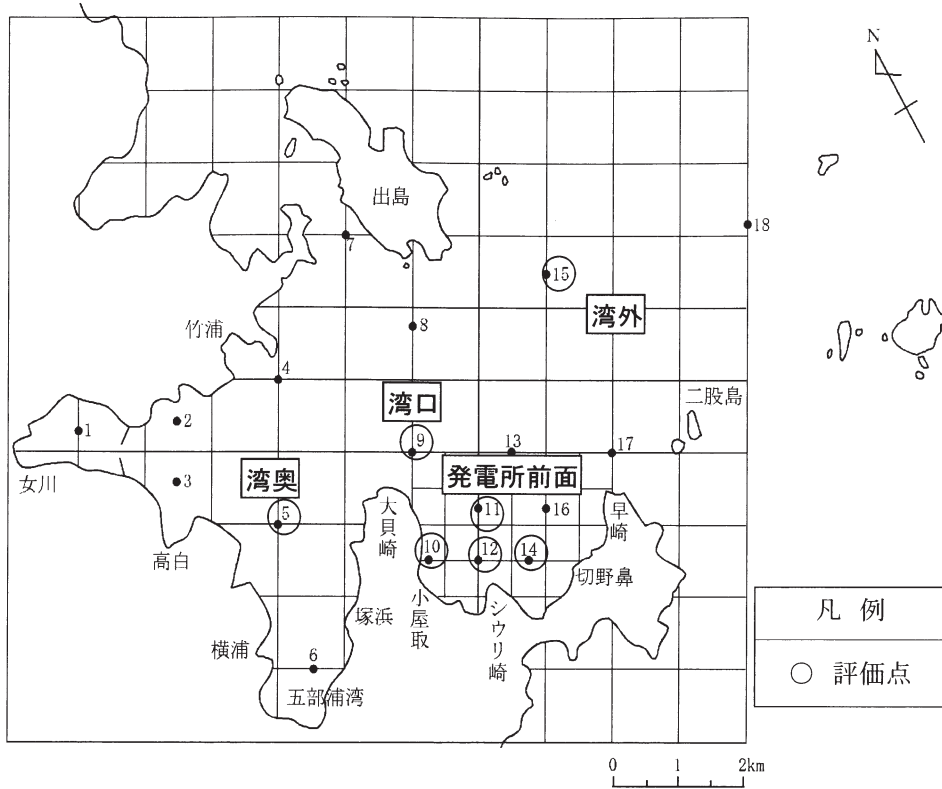 N
出島
7
18
15
湾外
8
竹浦
4
二股島
湾口
1
2
9
13
17
発電所前面
女川
3
湾奥
5
大貝崎
11
16
早崎
高白
10
12
14
切野鼻
小屋取
シウリ崎
塚浜
横浦
6
五部浦湾
凡 例
○ 評価点
0 1 2km